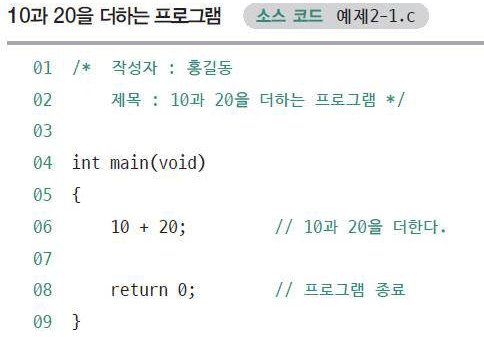 10과 20을 더하는 프로그램 소스 코드 예제2-1.c
01 /* 작성자 : 홍길동
02 제목 : 10과 20을 더하는 프로그램 */
03
04 int main(void)
05 {
06 10 + 20; // 10과 20을 더한다.
07
08 return 0; // 프로그램 종료
09 }